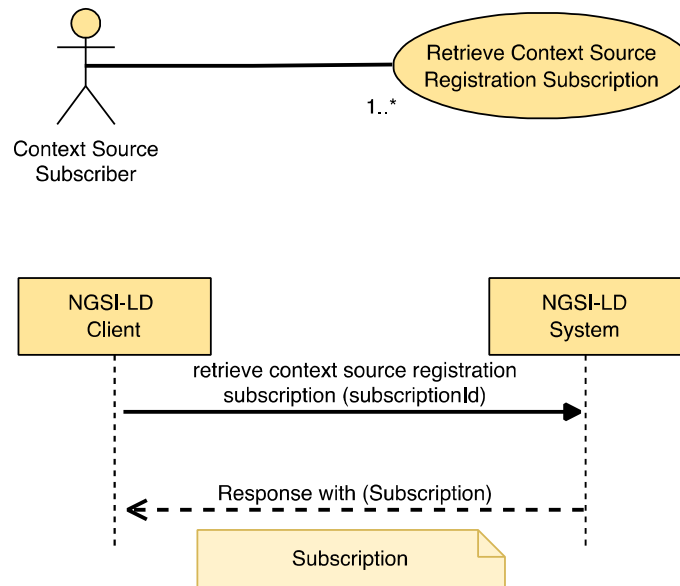 Retrieve Context Source
Registration Subscription
1..*
Context Source
Subscriber
NGSI-LD
Client
NGSI-LD
System
retrieve context source registration
subscription (subscriptionId)
Response with (Subscription)
Subscription